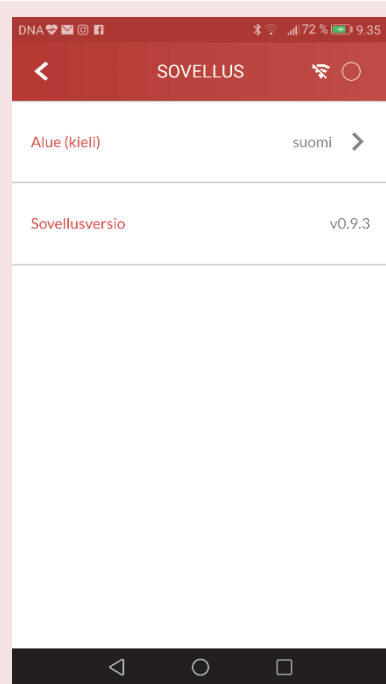 DNA 72 % 9.35
SOVELLUS
Alue (kieli) suomi
Sovellusversio v0.9.3